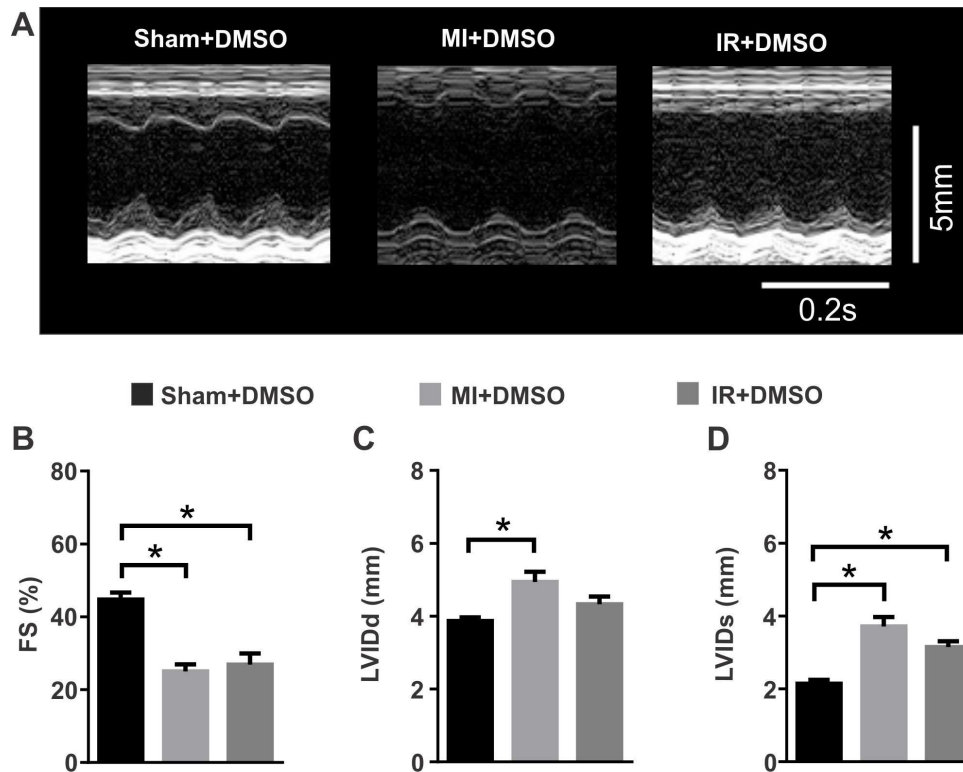 A
Sham+DMSO MI+DMSO IR+DMSO
5mm
0.2s
Sham+DMSO MI+DMSO IR+DMSO
B
FS (%)
80
60
40
20
0
*
*
C
LVIDd (mm)
8
6
4
2
0
*
D
LVIDs (mm)
8
6
4
2
0
*
*